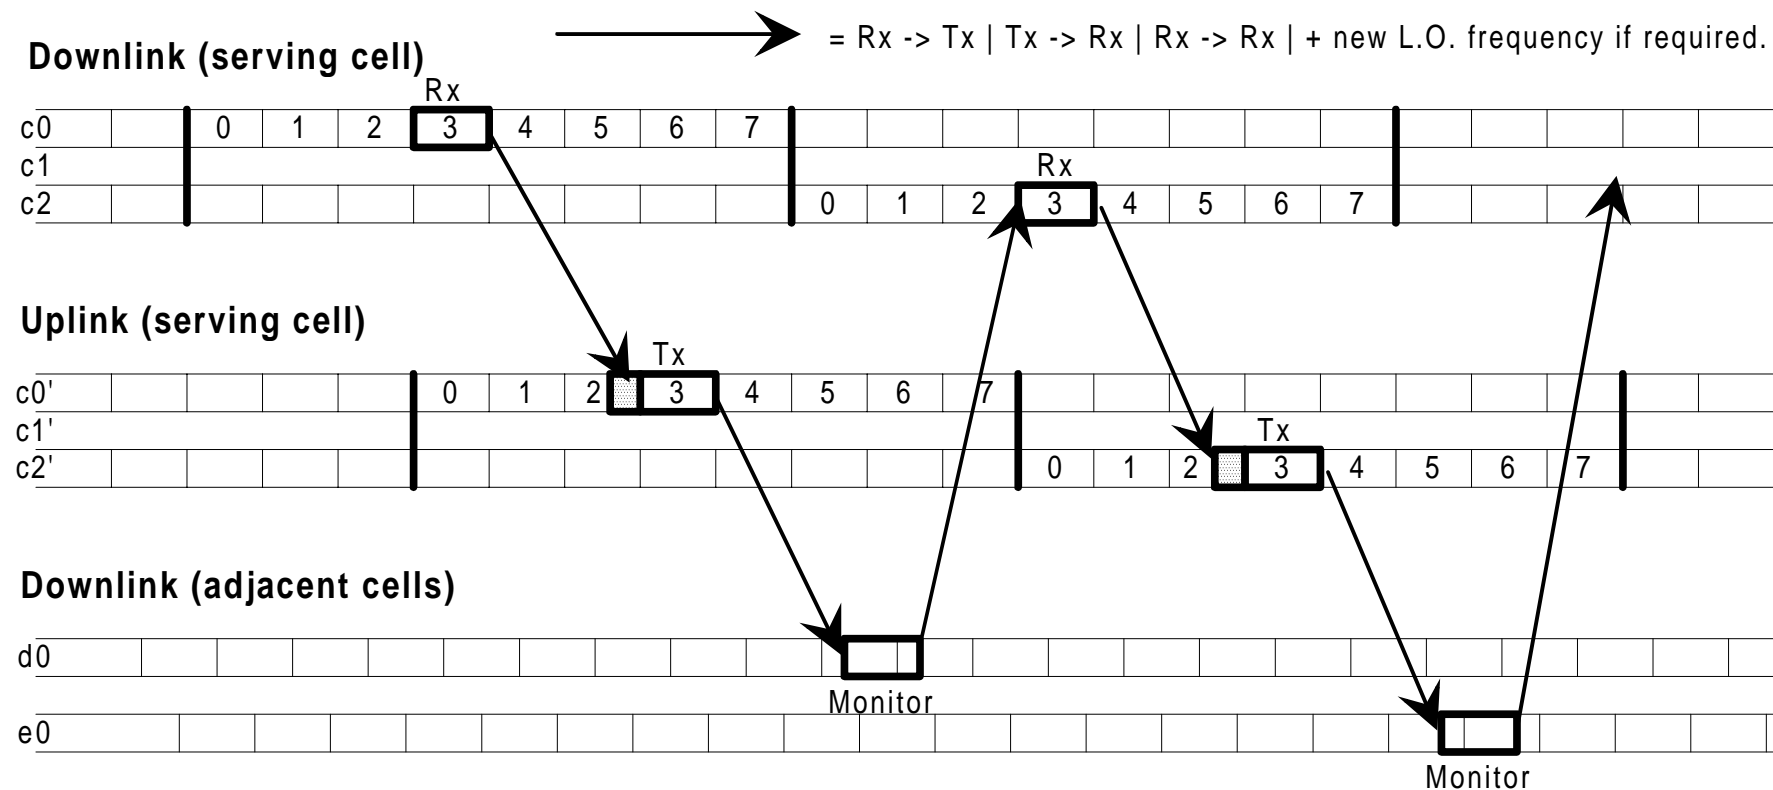 = Rx -> Tx | Tx -> Rx | Rx -> Rx | + new L.O. frequency if required.
Downlink (serving cell)
Rx
c0 0 1 2 3 4 5 6 7
c1 Rx
c2 0 1 2 3 4 5 6 7
Uplink (serving cell)
Tx
c0' 0 1 2 3 4 5 6 7
c1' Tx
c2' 0 1 2 3 4 5 6 7
Downlink (adjacent cells)
d0
Monitor
e0
Monitor